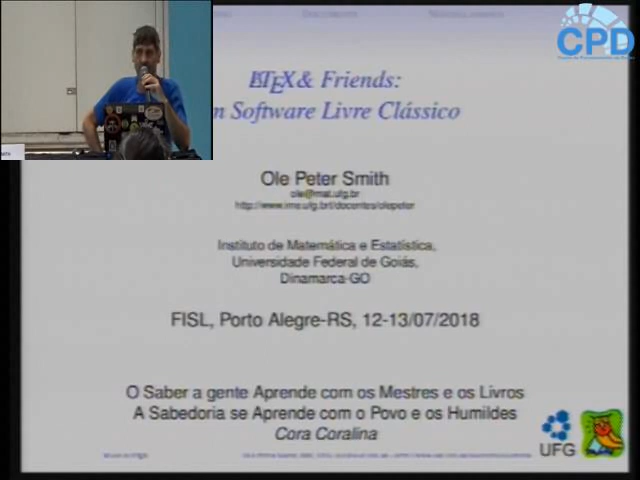 CPD
LATEX & Friends:
Software Livre Clássico
Ole Peter Smith
ole@mat.ufg.br
http://www.ime.ufg.brt/docentes/olepeter
Instituto de Matemática e Estatística,
Universidade Federal de Goiás,
Dinamarca-GO
FISL, Porto Alegre-RS, 12-13/07/2018
O Saber a gente Aprende com os Mestres e os Livros
A Sabedoria se Aprende com o Povo e os Humildes
Cora Coralina
UFG